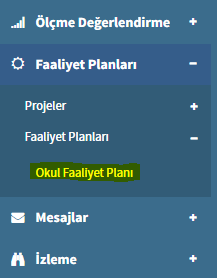 Ölçme Değerlendirme +
Faaliyet Planları −
Projeler +
Faaliyet Planları −
Okul Faaliyet Planı
Mesajlar +
İzleme +